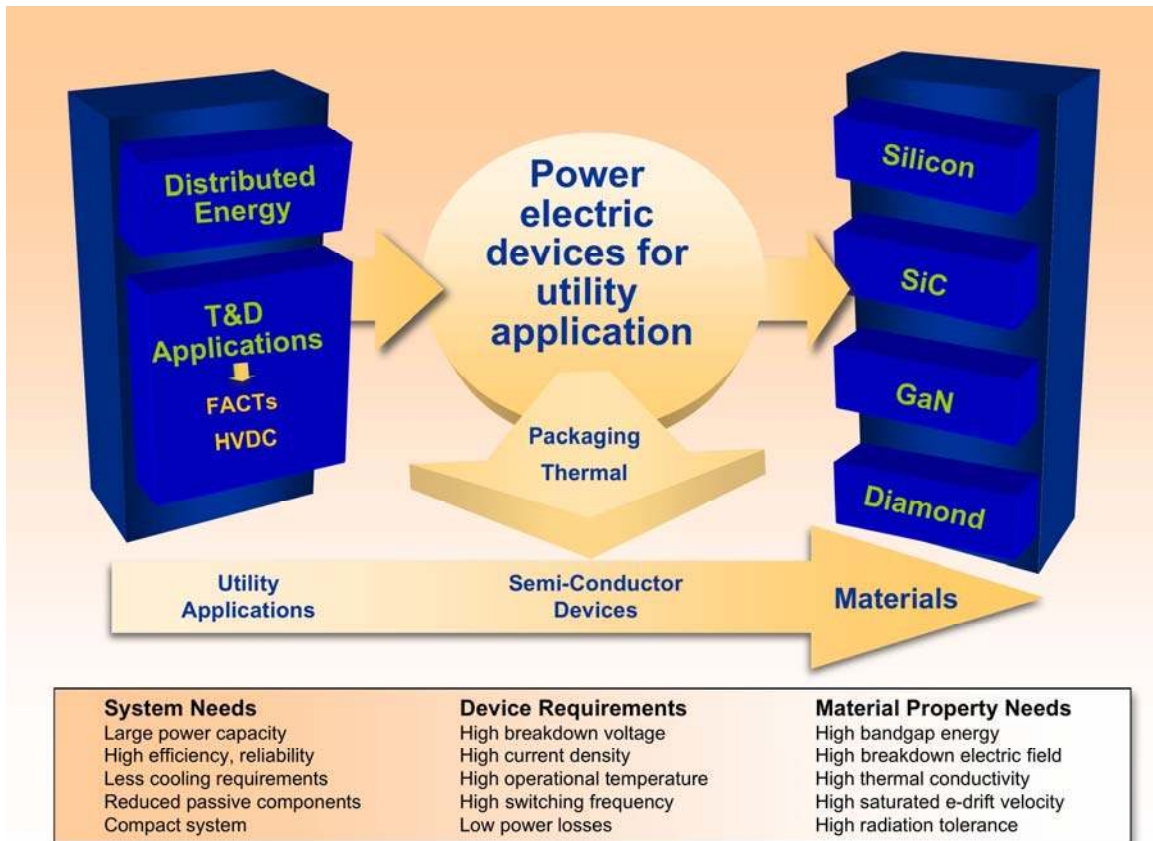 Distributed
Energy
T&D
Applications
FACTs
HVDC
Power
electric
devices for
utility
application
Packaging
Thermal
Silicon
SiC
GaN
Diamond
Utility
Applications
Semi-Conductor
Devices
Materials
System Needs
Large power capacity
High efficiency, reliability
Less cooling requirements
Reduced passive components
Compact system
Device Requirements
High breakdown voltage
High current density
High operational temperature
High switching frequency
Low power losses
Material Property Needs
High bandgap energy
High breakdown electric field
High thermal conductivity
High saturated e-drift velocity
High radiation tolerance